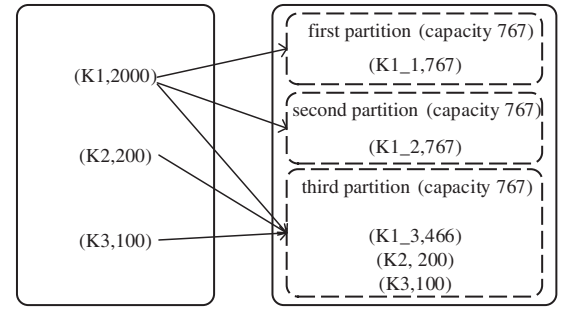 (K1,2000)
(K2,200)
(K3,100)
first partition (capacity 767)
(K1_1,767)
second partition (capacity 767)
(K1_2,767)
third partition (capacity 767)
(K1_3,466)
(K2, 200)
(K3,100)